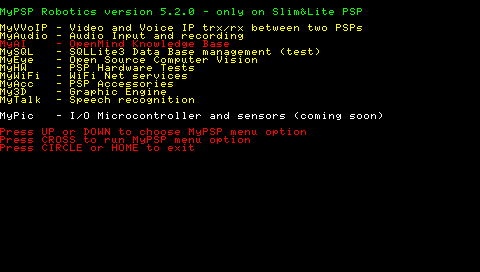 MyPSP Robotics version 5.2.0 - only on Slim&Lite PSP
MyVVoIP - Video and Voice IP trx/rx between two PSPs
MyAudio - Audio Input and recording
MyAI - OpenMind Knowledge Base
MySQL - SQLLite3 Data Base management (test)
MyEye - Open Source Computer Vision
MyHW - PSP Hardware Tests
MyWiFi - WiFi Net services
MyAcc - PSP Accessories
My3D - Graphic Engine
MyTalk - Speech recognition
MyPic - I/O Microcontroller and sensors (coming soon)
Press UP or DOWN to choose MyPSP menu option
Press CROSS to run MyPSP menu option
Press CIRCLE or HOME to exit